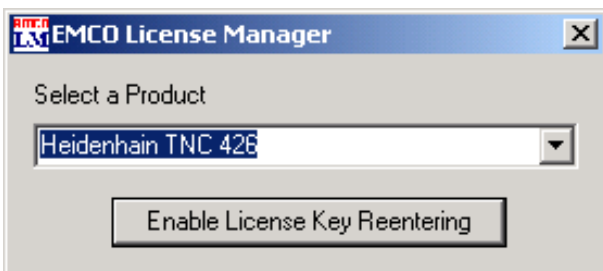 EMCO License Manager
Select a Product
Heidenhain TNC 426
Enable License Key Reentering